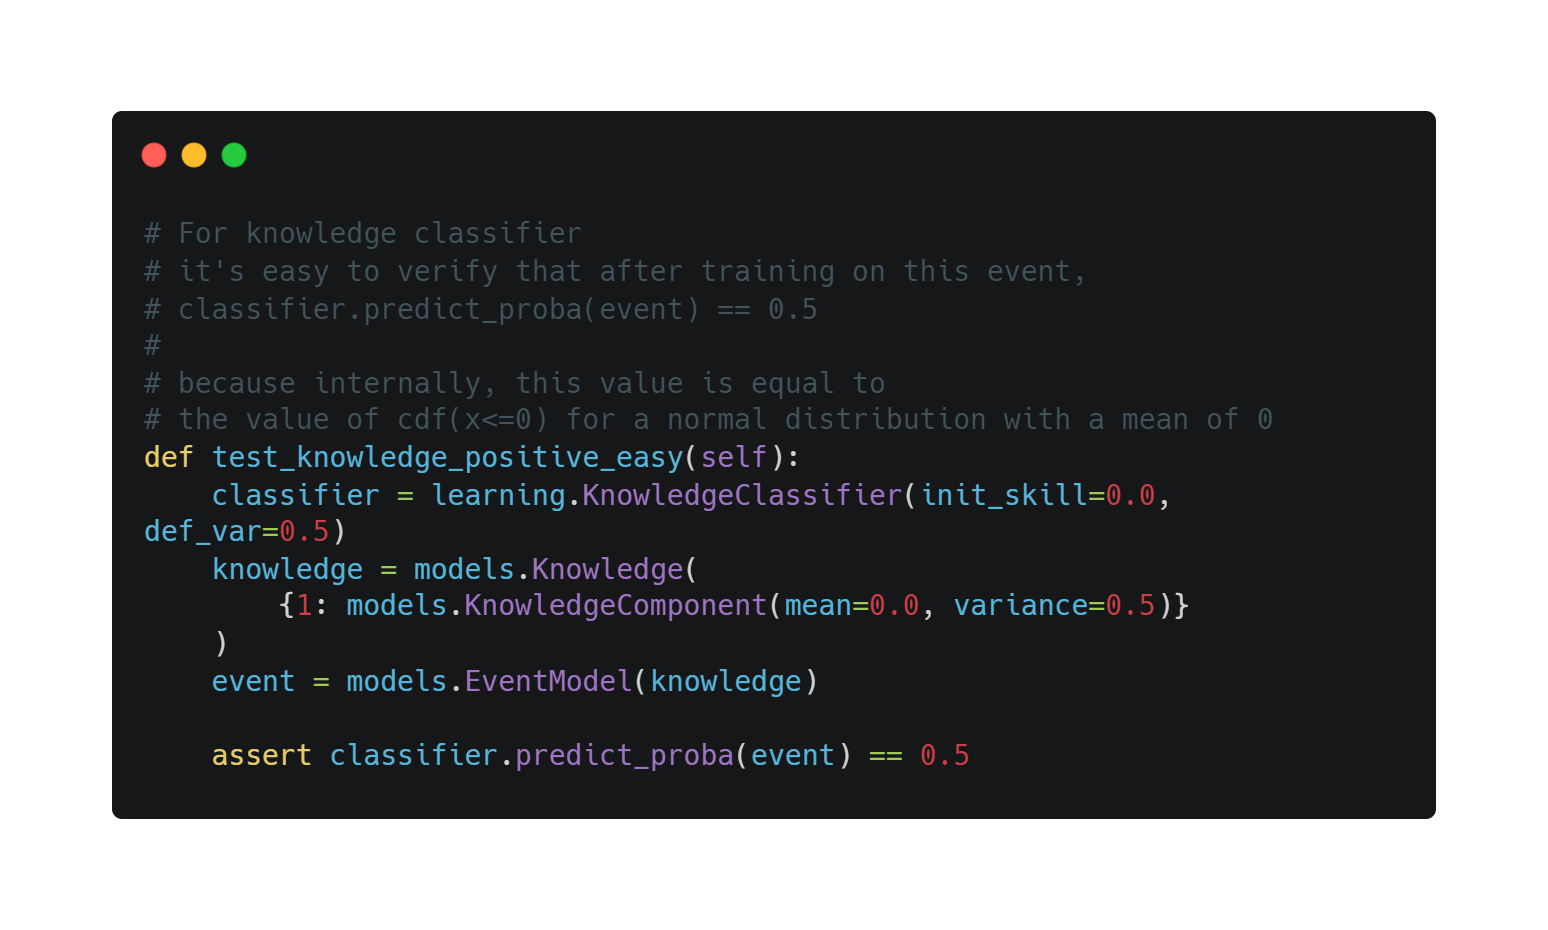 # For knowledge classifier
# it's easy to verify that after training on this event,
# classifier.predict_proba(event) == 0.5
#
# because internally, this value is equal to
# the value of cdf(x<=0) for a normal distribution with a mean of 0
def test_knowledge_positive_easy(self):
    classifier = learning.KnowledgeClassifier(init_skill=0.0,
def_var=0.5)
    knowledge = models.Knowledge(
        {1: models.KnowledgeComponent(mean=0.0, variance=0.5)}
    )
    event = models.EventModel(knowledge)

    assert classifier.predict_proba(event) == 0.5